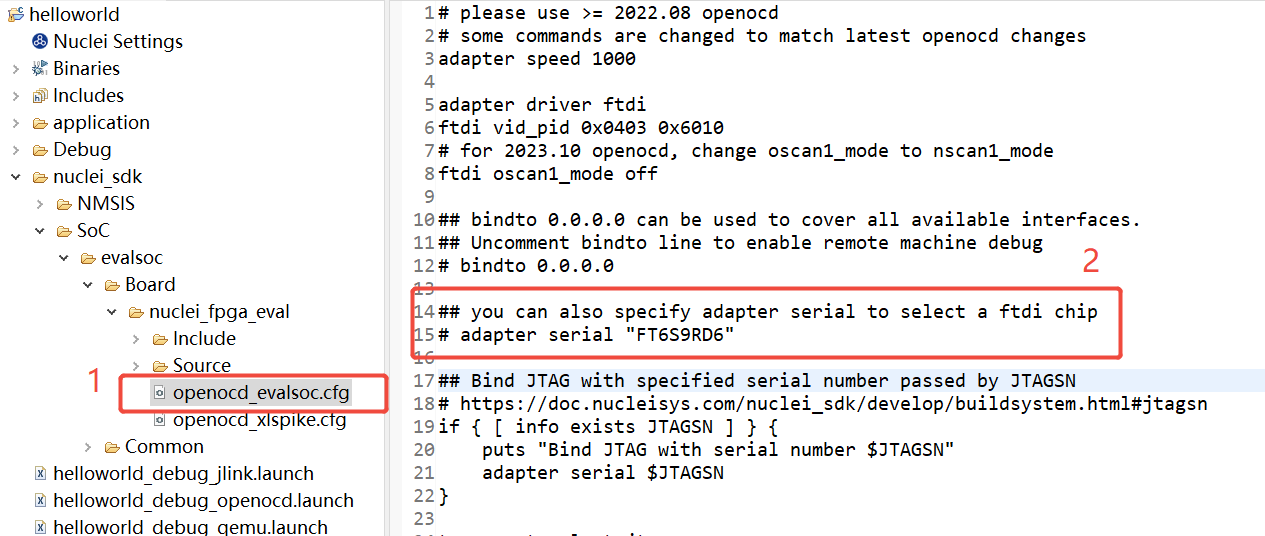 helloworld
Nuclei Settings
Binaries
Includes
application
Debug
nuclei_sdk
NMSIS
SoC
evalsoc
Board
nuclei_fpga_eval
Include
Source
1
openocd_evalsoc.cfg
openocd_xlspike.cfg
Common
helloworld_debug_jlink.launch
helloworld_debug_openocd.launch
helloworld_debug_qemu.launch
1 # please use >= 2022.08 openocd
2 # some commands are changed to match latest openocd changes
3 adapter speed 1000
4
5 adapter driver ftdi
6 ftdi vid_pid 0x0403 0x6010
7 # for 2023.10 openocd, change oscan1_mode to nscan1_mode
8 ftdi oscan1_mode off
9
10 ## bindto 0.0.0.0 can be used to cover all available interfaces.
11 ## Uncomment bindto line to enable remote machine debug
12 # bindto 0.0.0.0
2
13
14 ## you can also specify adapter serial to select a ftdi chip
15 # adapter serial "FT6S9RD6"
16
17 ## Bind JTAG with specified serial number passed by JTAGSN
18 # https://doc.nucleisys.com/nuclei_sdk/develop/buildsystem.html#jtagsn
19 if { [ info exists JTAGSN ] } {
20     puts "Bind JTAG with serial number $JTAGSN"
21     adapter serial $JTAGSN
22 }
23